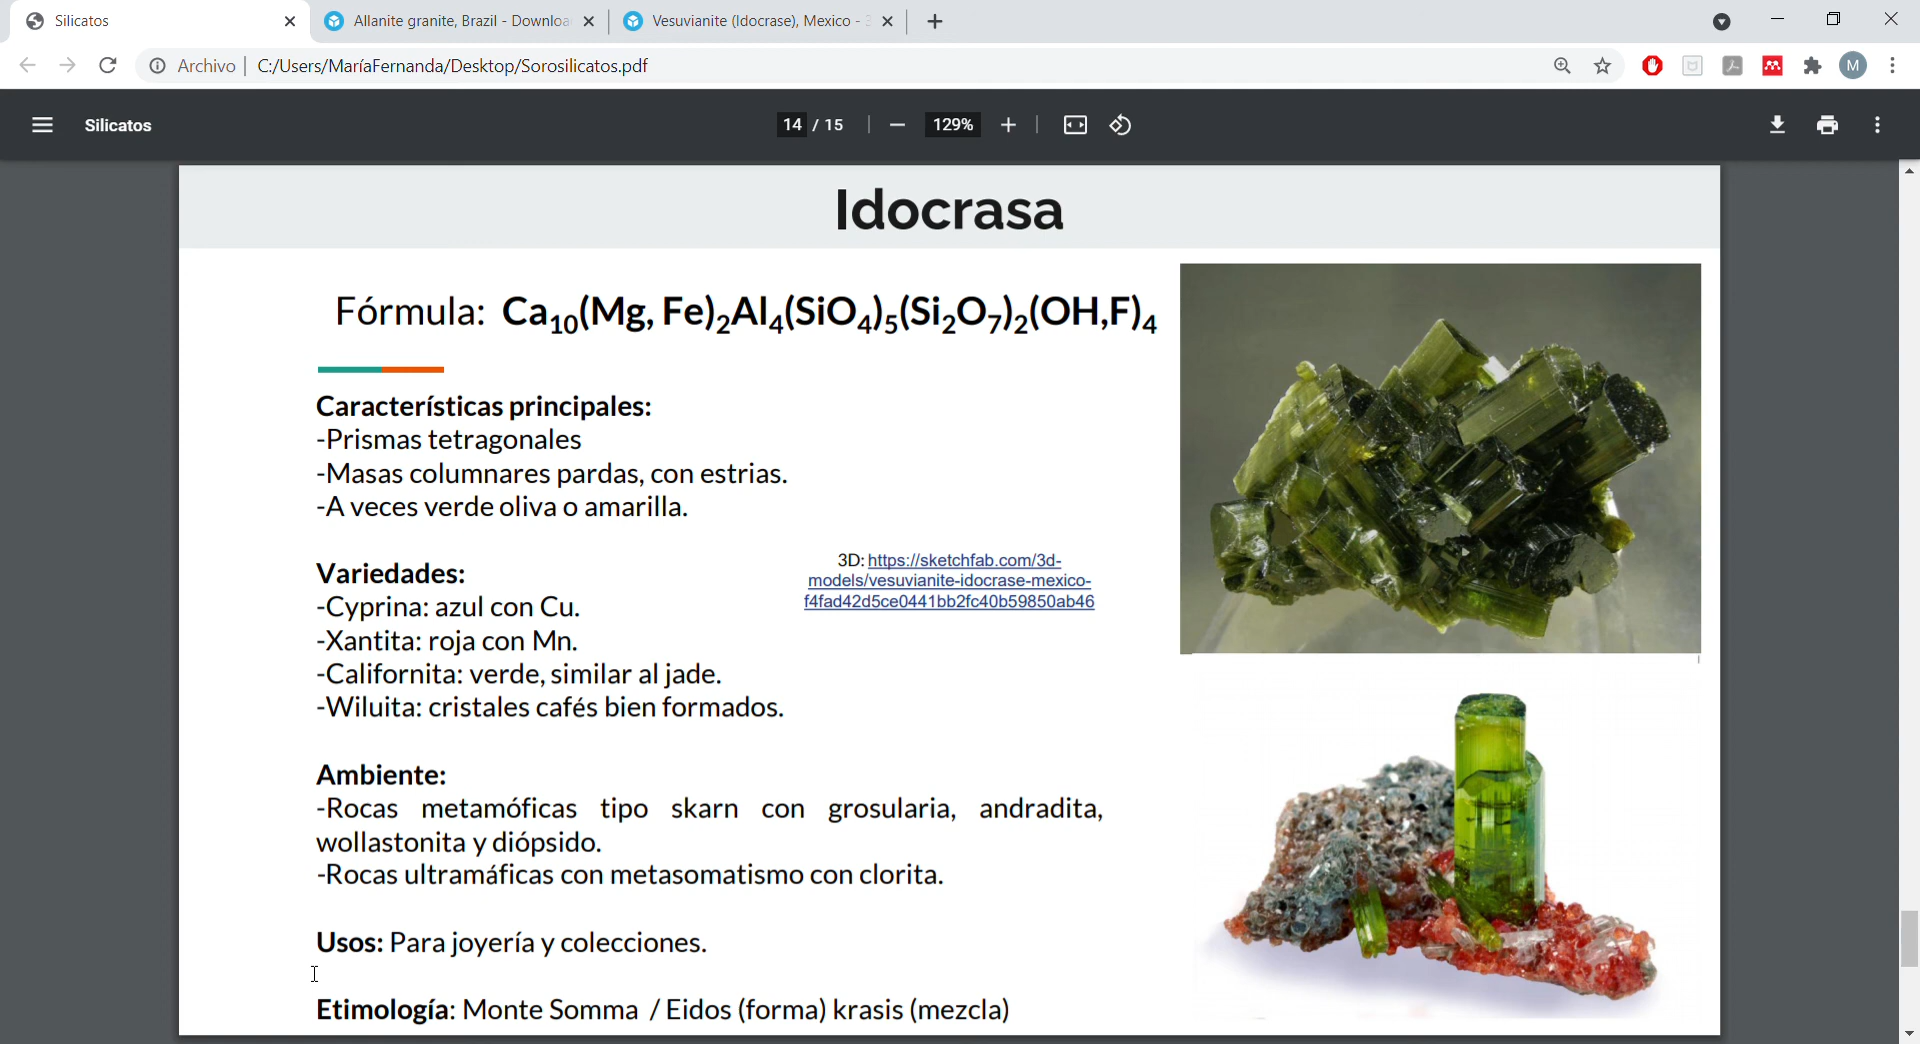 Silicatos
Allanite granite, Brazil - Downloa
Vesuvianite (Idocrase), Mexico - 3
Archivo
C:/Users/MaríaFernanda/Desktop/Sorosilicatos.pdf
M
Silicatos
14 / 15
129%
Idocrasa
Fórmula: Ca₁₀(Mg, Fe)₂Al₄(SiO₄)₅(Si₂O₇)₂(OH,F)₄
Características principales:
-Prismas tetragonales
-Masas columnares pardas, con estrias.
-A veces verde oliva o amarilla.
3D: https://sketchfab.com/3d-
models/vesuvianite-idocrase-mexico-
f4fad42d5ce0441bb2fc40b59850ab46
Variedades:
-Cyprina: azul con Cu.
-Xantita: roja con Mn.
-Californita: verde, similar al jade.
-Wiluita: cristales cafés bien formados.
Ambiente:
-Rocas metamóficas tipo skarn con grosularia, andradita,
wollastonita y diópsido.
-Rocas ultramáficas con metasomatismo con clorita.
Usos: Para joyería y colecciones.
Etimología: Monte Somma / Eidos (forma) krasis (mezcla)